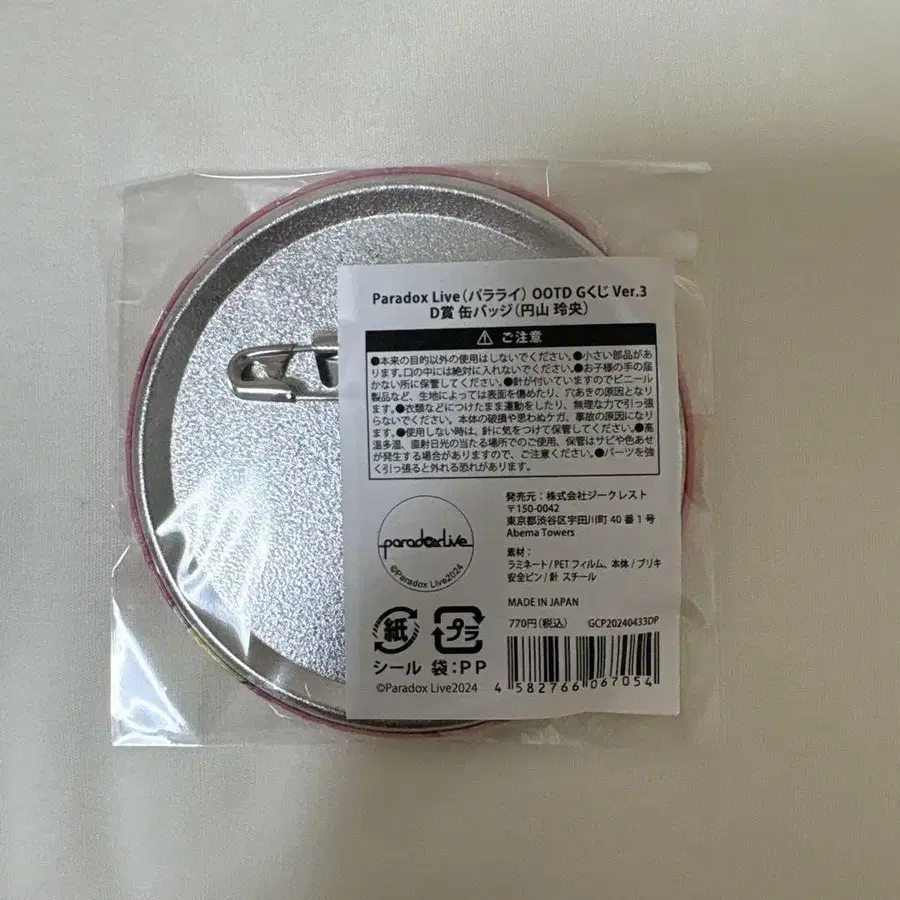 Paradox Live(パラライ) OOTD Gくじ Ver.3
D賞 缶バッジ(円山 玲央)
⚠ ご注意
●本来の目的以外の使用はしないでください。●小さい部品があ
ります。口の中には絶対に入れないでください。●お子様の手の届
かない所に保管してください。●針が付いていますのでビニール
製品など、生地によっては表面を傷めたり、穴あきの原因となり
ます。●衣類などにつけたまま運動をしたり、無理な力で引っ張
らないでください。本体の破損や思わぬケガ、事故の原因になりま
す。●使用しない時は、針に気をつけて保管してください。●高
温多湿、直射日光の当たる場所でのご使用、保管はサビや色あせ
が発生する場合がありますので、ご注意ください。●パーツを強
く引っ張ると外れる恐れがあります。
発売元:株式会社ジークレスト
〒150-0042
東京都渋谷区宇田川町 40 番 1 号
Abema Towers
paradoxlive
©Paradox Live2024
素材:
ラミネート/PET フィルム、本体/ブリキ
安全ピン/針 スチール
MADE IN JAPAN
770円(税込) GCP20240433DP
紙 プラ
シール 袋:PP
©Paradox Live2024
4 582766 067054